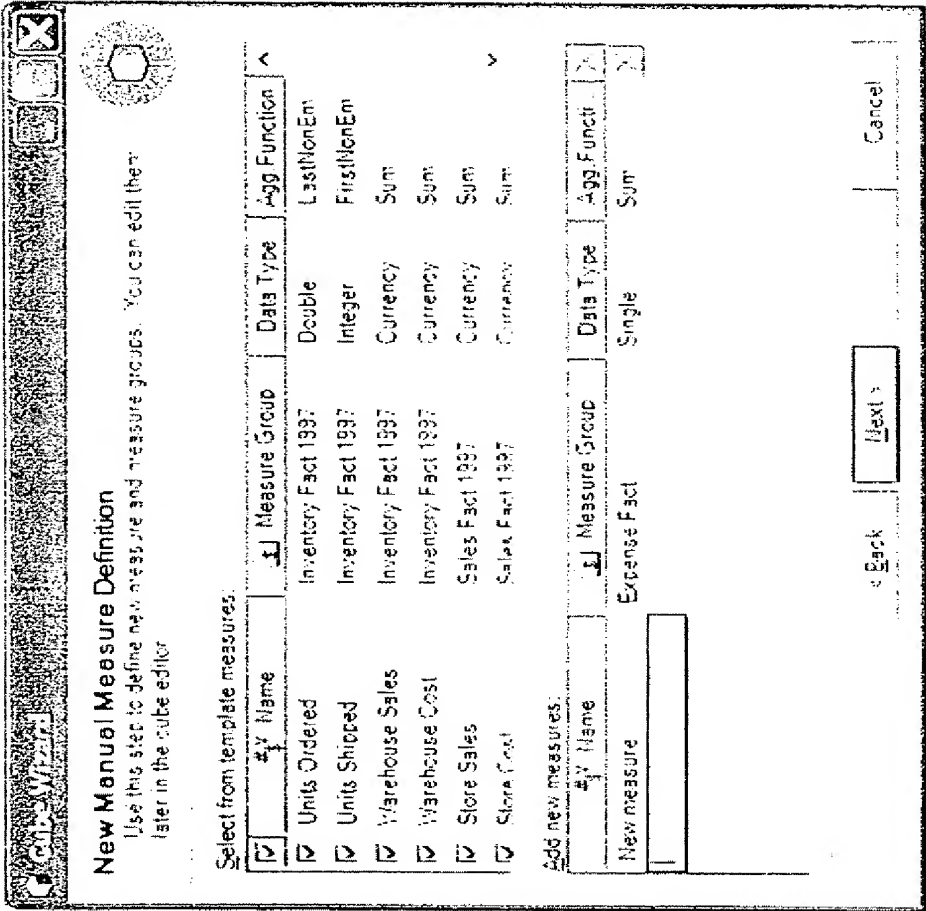 Cube Wizard
New Manual Measure Definition
Use this step to define new measure and measure groups. You can edit them
later in the cube editor
Select from template measures:
Name Measure Group Data Type Agg.Function
Units Ordered Inventory Fact 1997 Double LastNonEm
Units Shipped Inventory Fact 1997 Integer FirstNonEm
Warehouse Sales Inventory Fact 1997 Currency Sum
Warehouse Cost Inventory Fact 1997 Currency Sum
Store Sales Sales Fact 1997 Currency Sum
Store Cost Sales Fact 1997 Currency Sum
Add new measures:
Name Measure Group Data Type Agg.Functi...
New measure Expense Fact Single Sum
< Back Next > Cancel